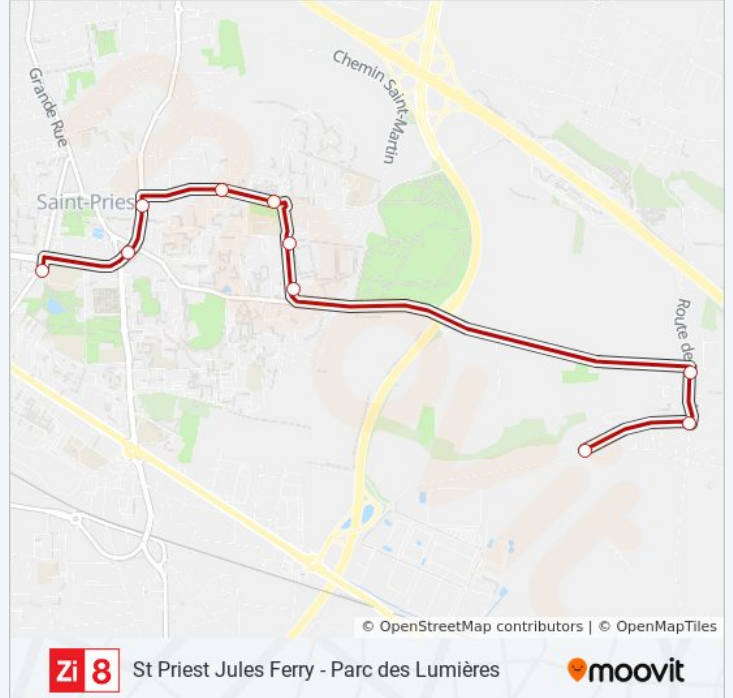 Chemin Saint-Martin
Grande Rue
Saint-Pries
Route de
© OpenStreetMap contributors | © OpenMapTiles
Zi 8 St Priest Jules Ferry - Parc des Lumières
moovit